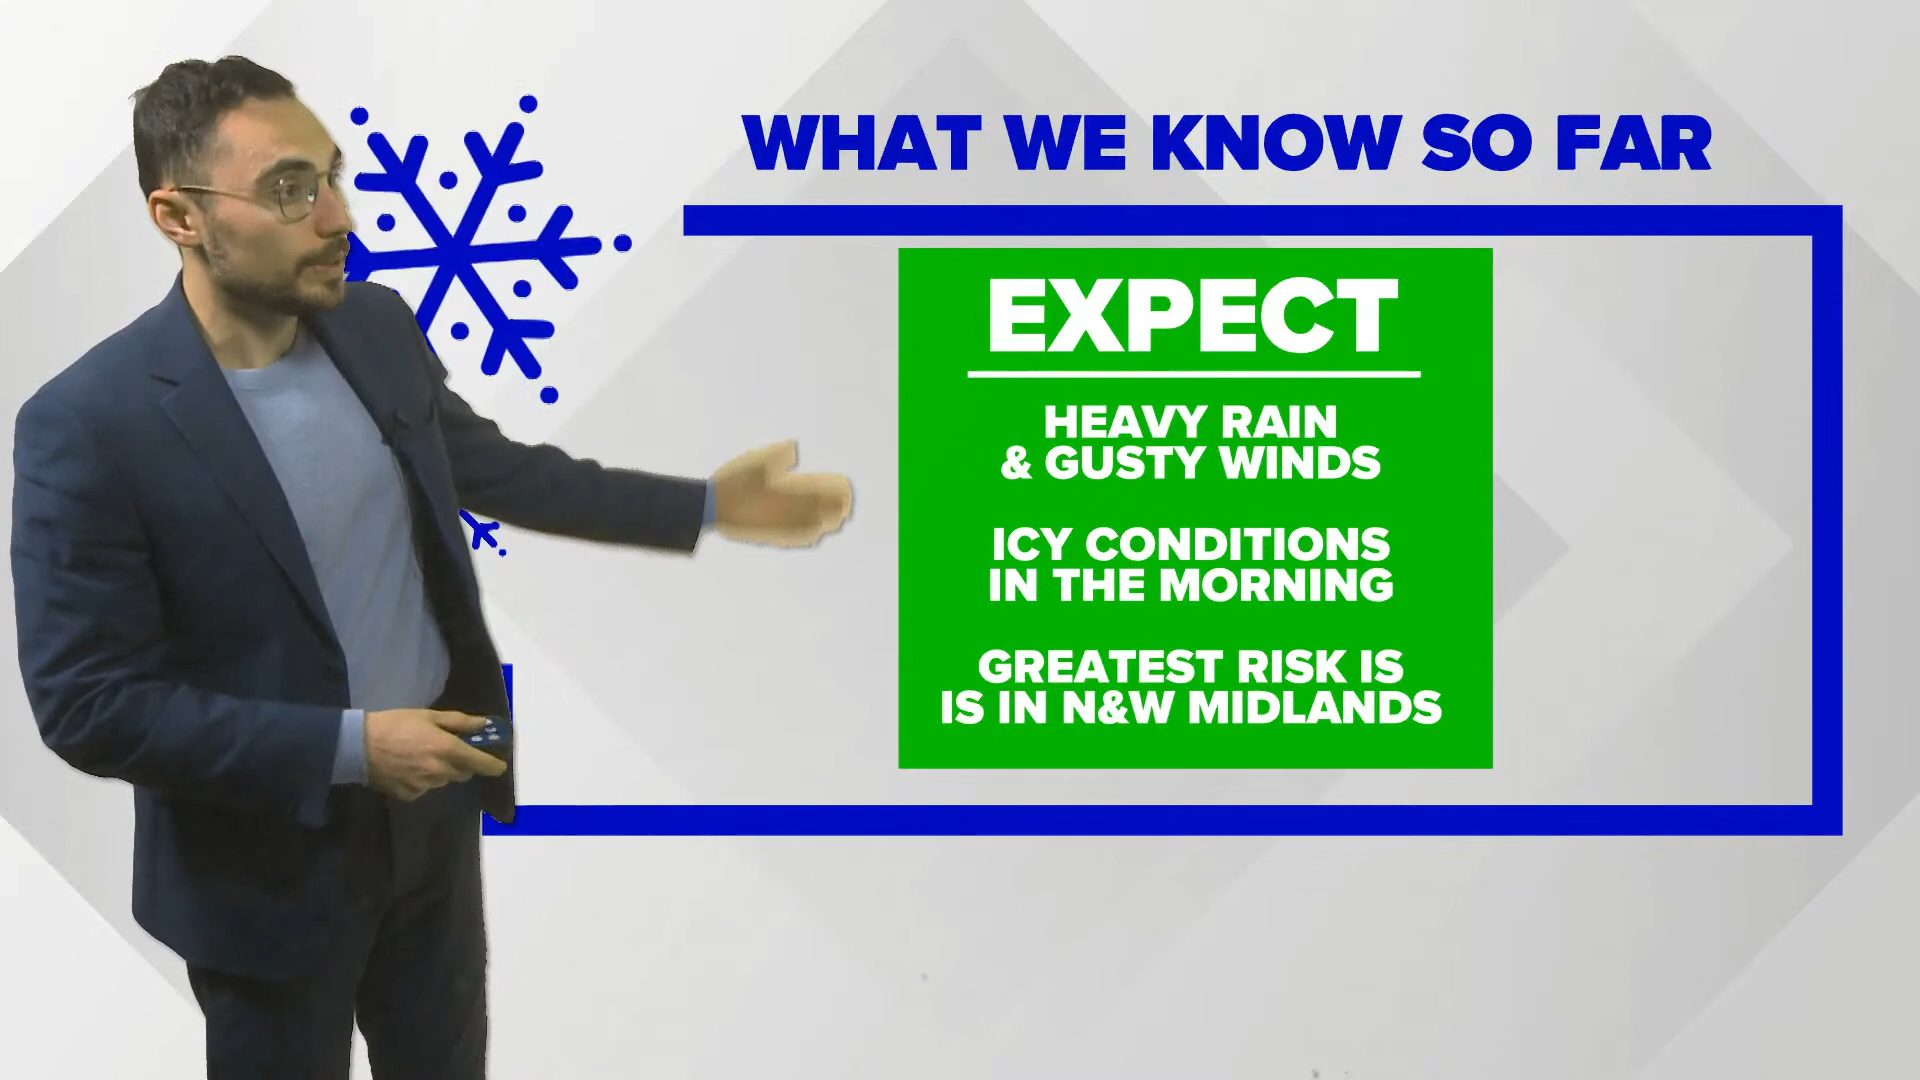 WHAT WE KNOW SO FAR
EXPECT
HEAVY RAIN
& GUSTY WINDS
ICY CONDITIONS
IN THE MORNING
GREATEST RISK IS
IS IN N&W MIDLANDS